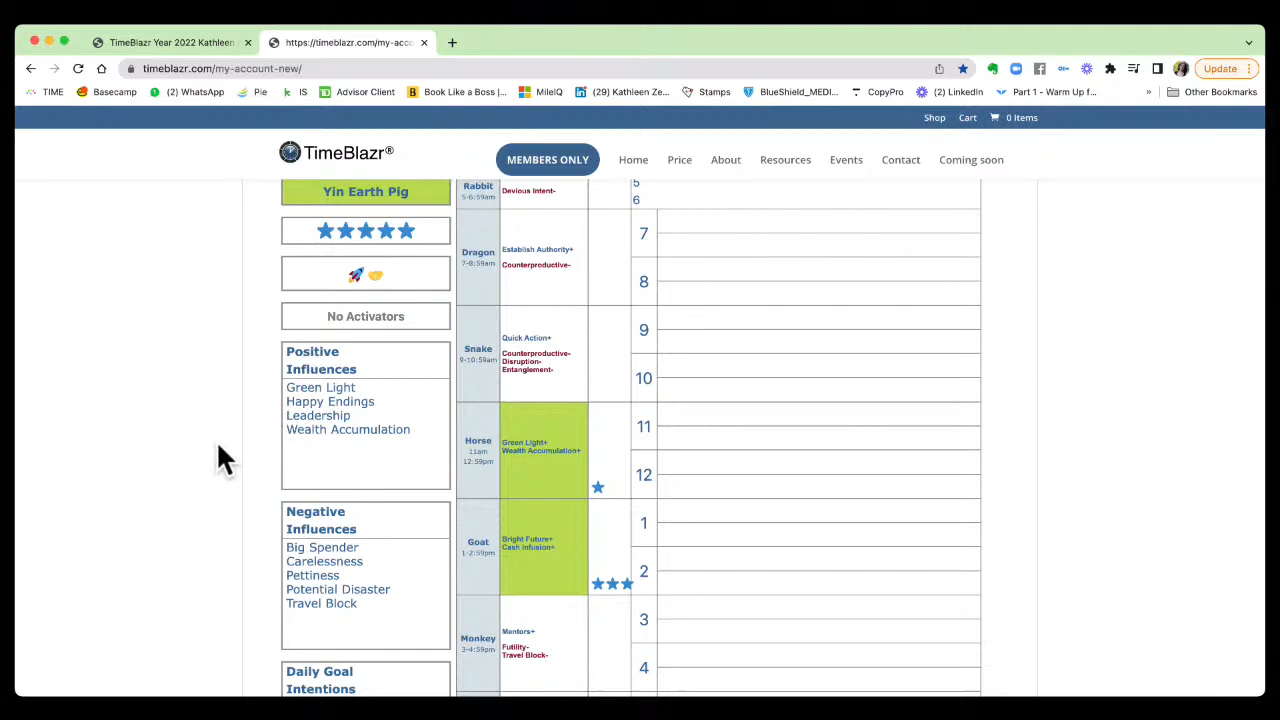 TimeBlazr Year 2022 Kathleen
https://timeblazr.com/my-acco
timeblazr.com/my-account-new/
Update
TIME
Basecamp
(2) WhatsApp
Pie
IS
Advisor Client
Book Like a Boss |...
MileIQ
(29) Kathleen Ze...
Stamps
BlueShield_MEDI...
CopyPro
(2) LinkedIn
Part 1 - Warm Up f...
»
Other Bookmarks
Shop
Cart
0 Items
TimeBlazr®
MEMBERS ONLY
Home
Price
About
Resources
Events
Contact
Coming soon
Yin Earth Pig
No Activators
Positive
Influences
Green Light
Happy Endings
Leadership
Wealth Accumulation
Negative
Influences
Big Spender
Carelessness
Pettiness
Potential Disaster
Travel Block
Daily Goal
Intentions
Rabbit
5-6:59am
Devious Intent-
5
6
Dragon
7-8:59am
Establish Authority+
Counterproductive-
7
8
Snake
9-10:59am
Quick Action+
Counterproductive-
Disruption-
Entanglement-
9
10
Horse
11am
12:59pm
Green Light+
Wealth Accumulation+
11
12
Goat
1-2:59pm
Bright Future+
Cash Infusion+
1
2
Monkey
3-4:59pm
Mentors+
Futility-
Travel Block-
3
4